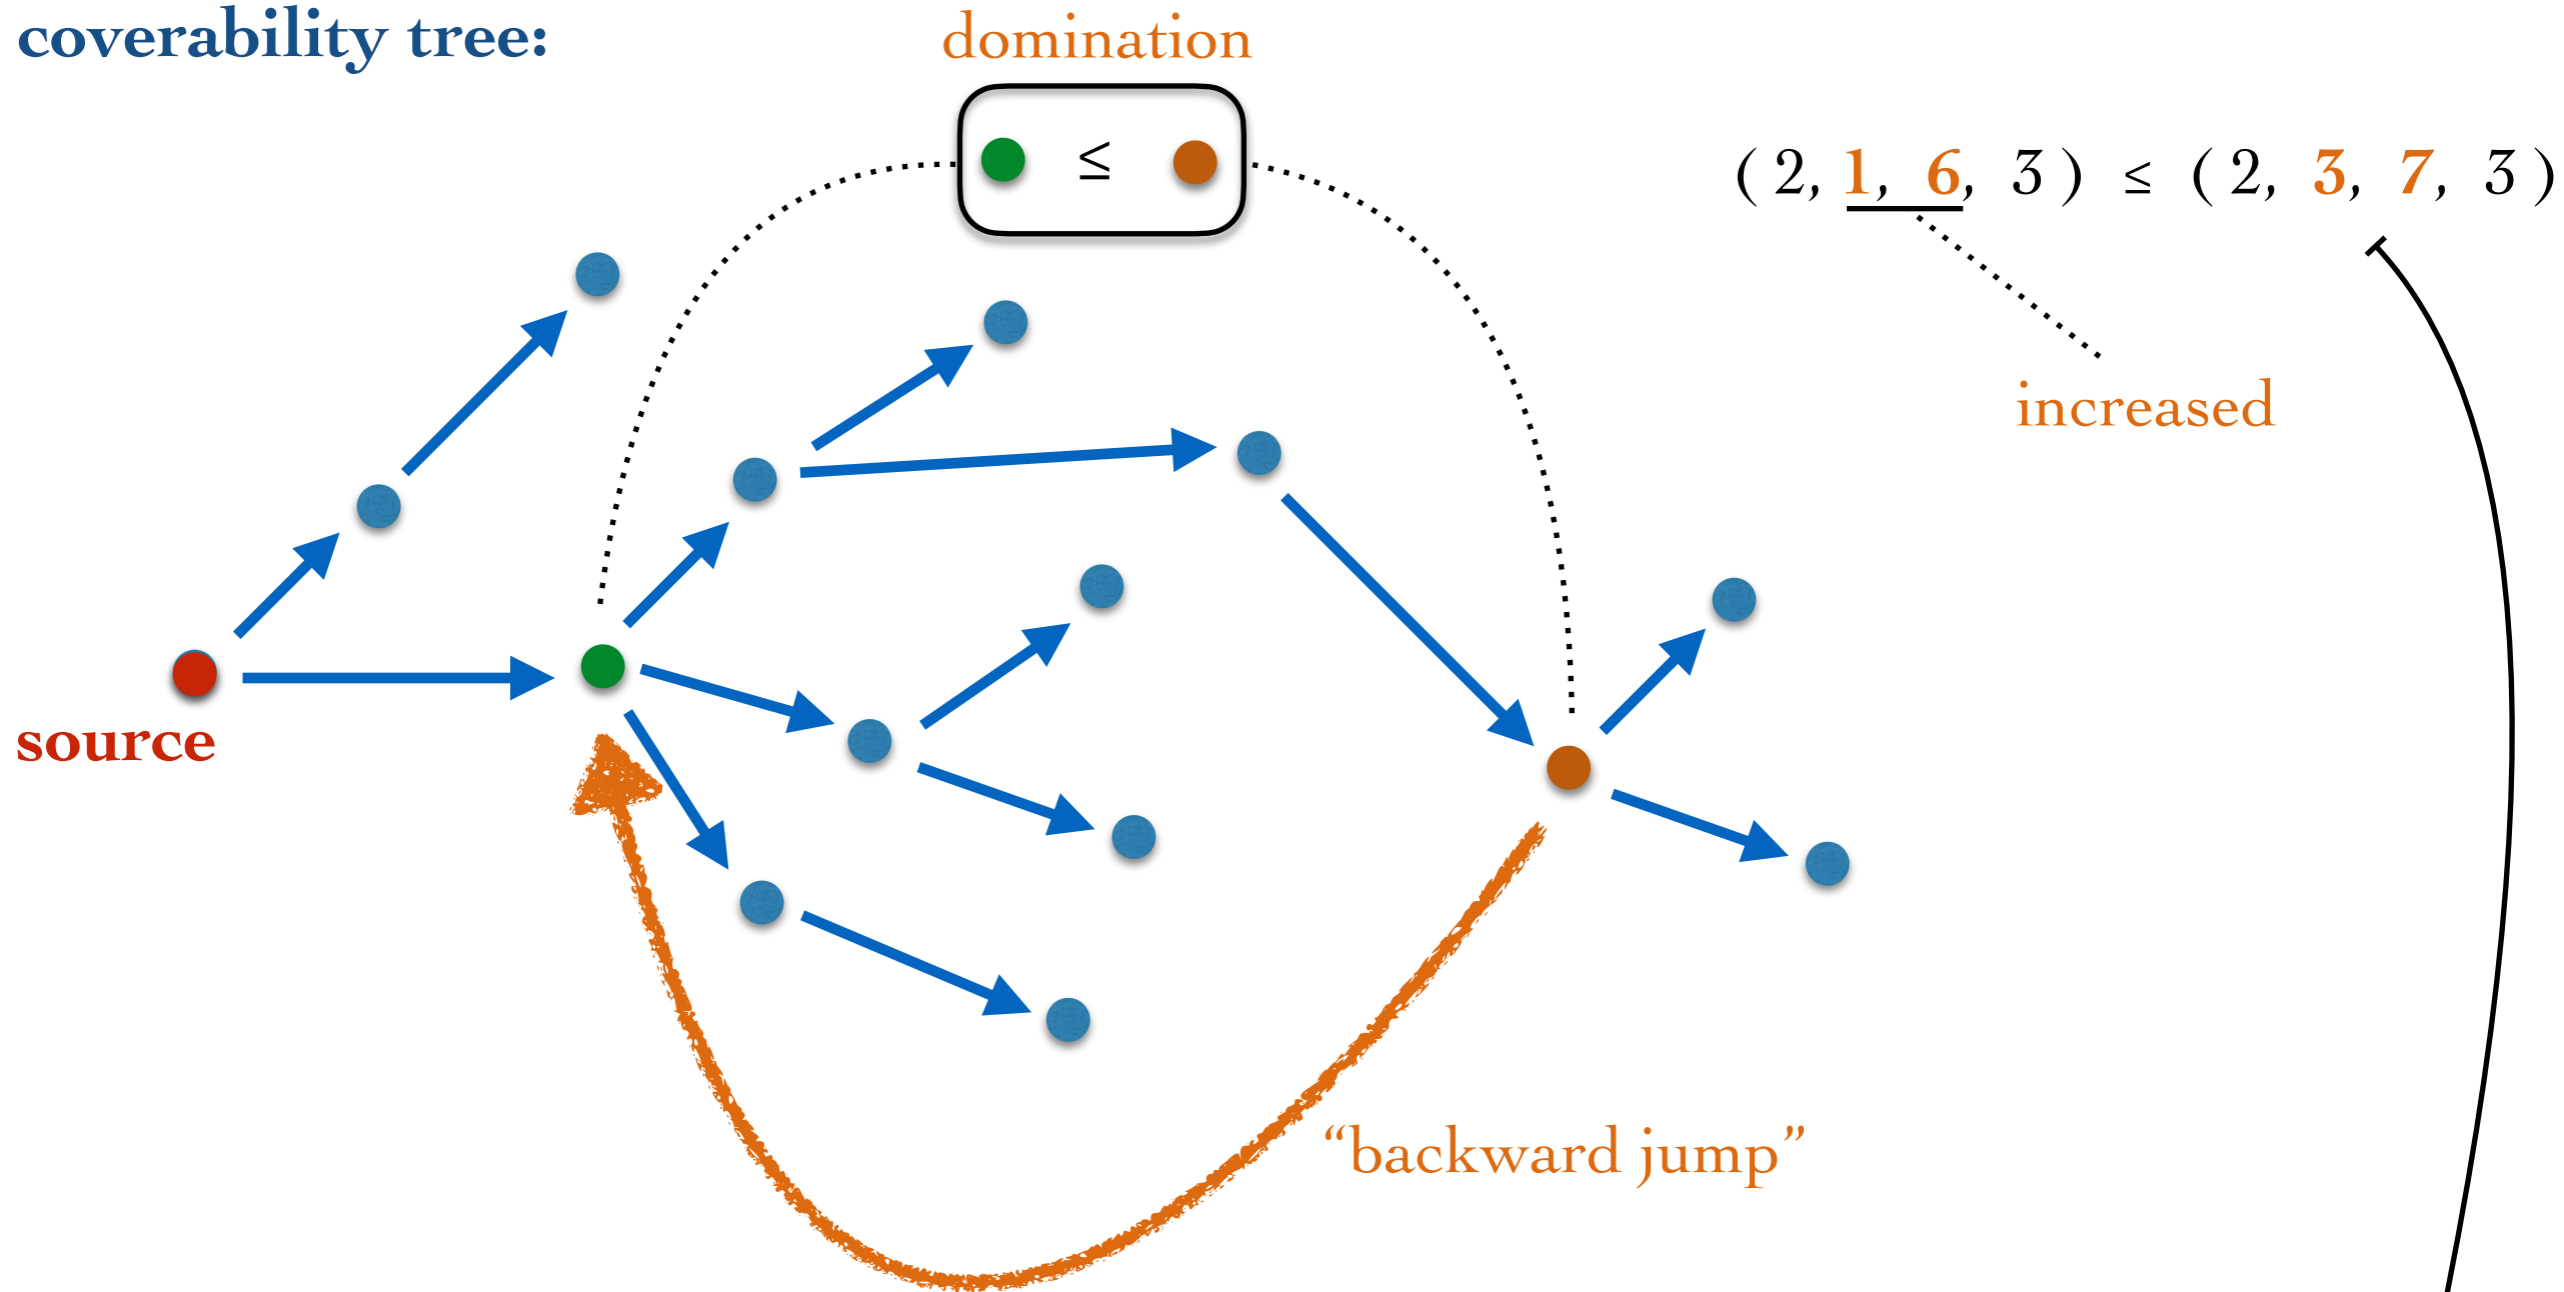 coverability tree:
domination
≤
( 2, 1, 6, 3 ) ≤ ( 2, 3, 7, 3 )
increased
source
“backward jump”